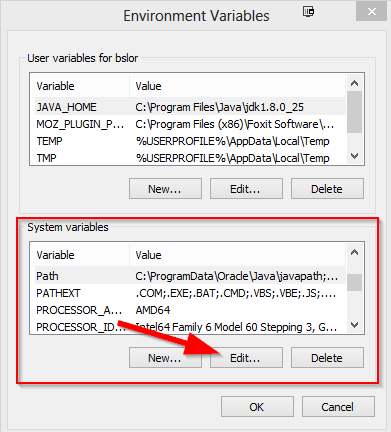 Environment Variables
User variables for bslor
Variable Value
JAVA_HOME C:\Program Files\Java\jdk1.8.0_25
MOZ_PLUGIN_P... C:\Program Files (x86)\Foxit Software\...
TEMP %USERPROFILE%\AppData\Local\Temp
TMP %USERPROFILE%\AppData\Local\Temp
New... Edit... Delete
System variables
Variable Value
Path C:\ProgramData\Oracle\Java\javapath;...
PATHEXT .COM;.EXE;.BAT;.CMD;.VBS;.VBE;.JS;....
PROCESSOR_A... AMD64
PROCESSOR_ID... Intel64 Family 6 Model 60 Stepping 3, G...
New... Edit... Delete
OK Cancel